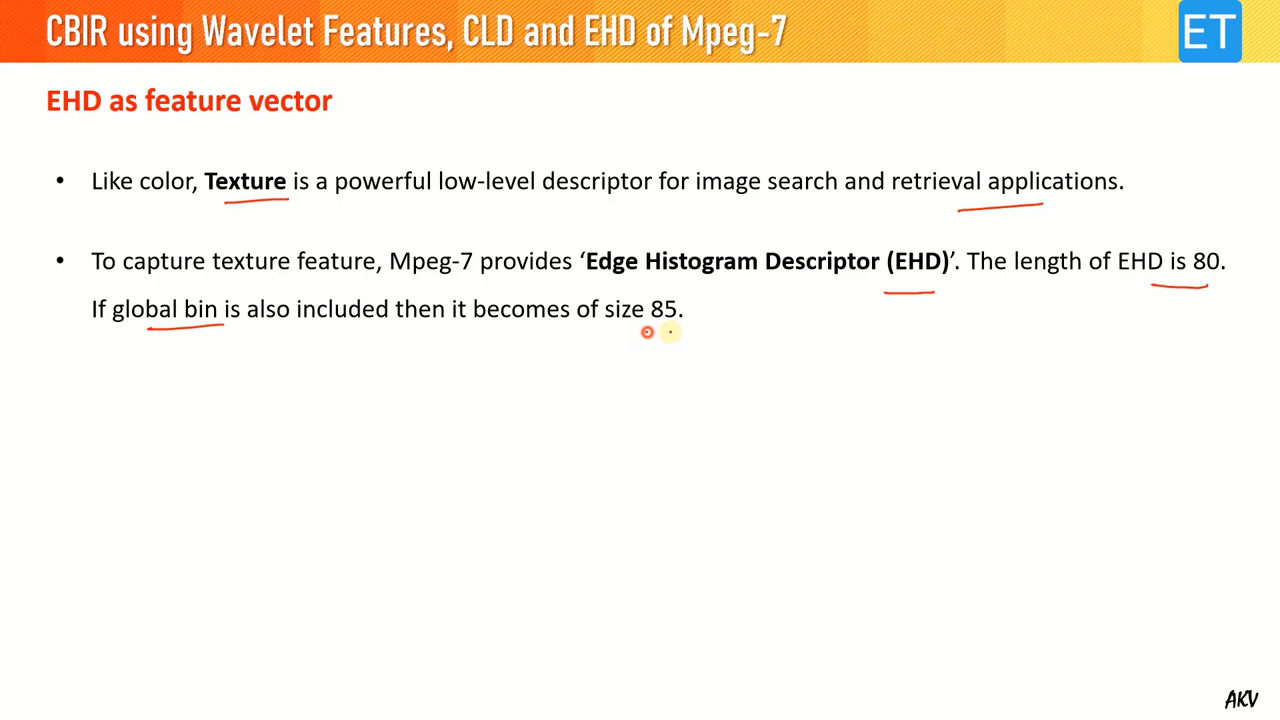 CBIR using Wavelet Features, CLD and EHD of Mpeg-7
ET
EHD as feature vector
• Like color, Texture is a powerful low-level descriptor for image search and retrieval applications.
• To capture texture feature, Mpeg-7 provides ‘Edge Histogram Descriptor (EHD)’. The length of EHD is 80.
If global bin is also included then it becomes of size 85.
AKV